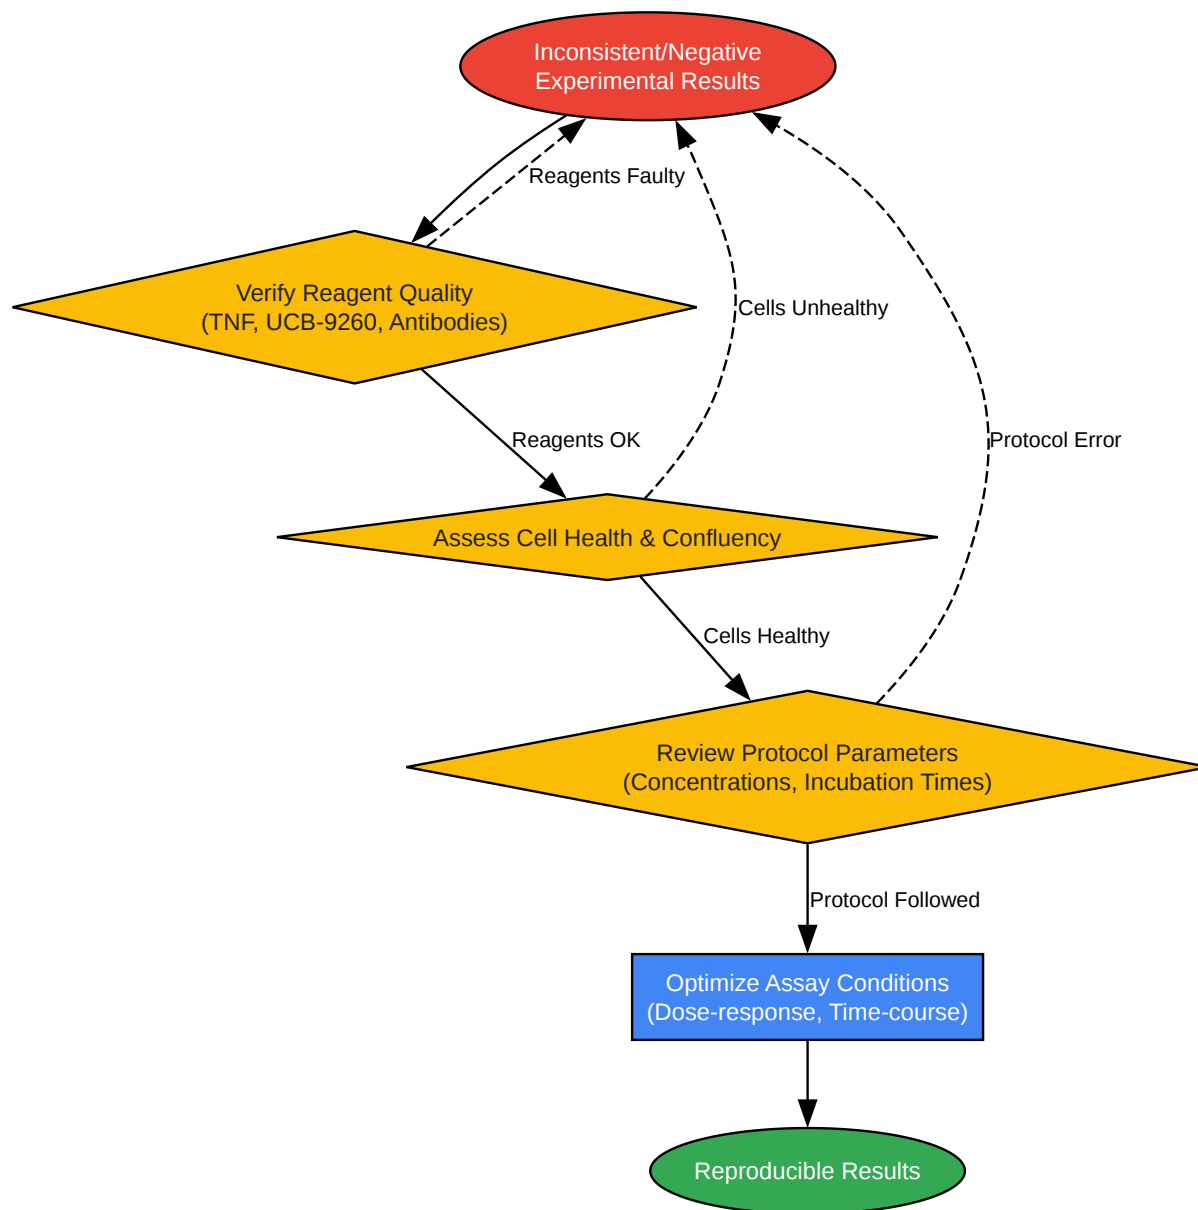 Inconsistent/Negative
Experimental Results
Reagents Faulty
Verify Reagent Quality
(TNF, UCB-9260, Antibodies)
Cells Unhealthy
Reagents OK
Protocol Error
Assess Cell Health & Confluency
Cells Healthy
Review Protocol Parameters
(Concentrations, Incubation Times)
Protocol Followed
Optimize Assay Conditions
(Dose-response, Time-course)
Reproducible Results